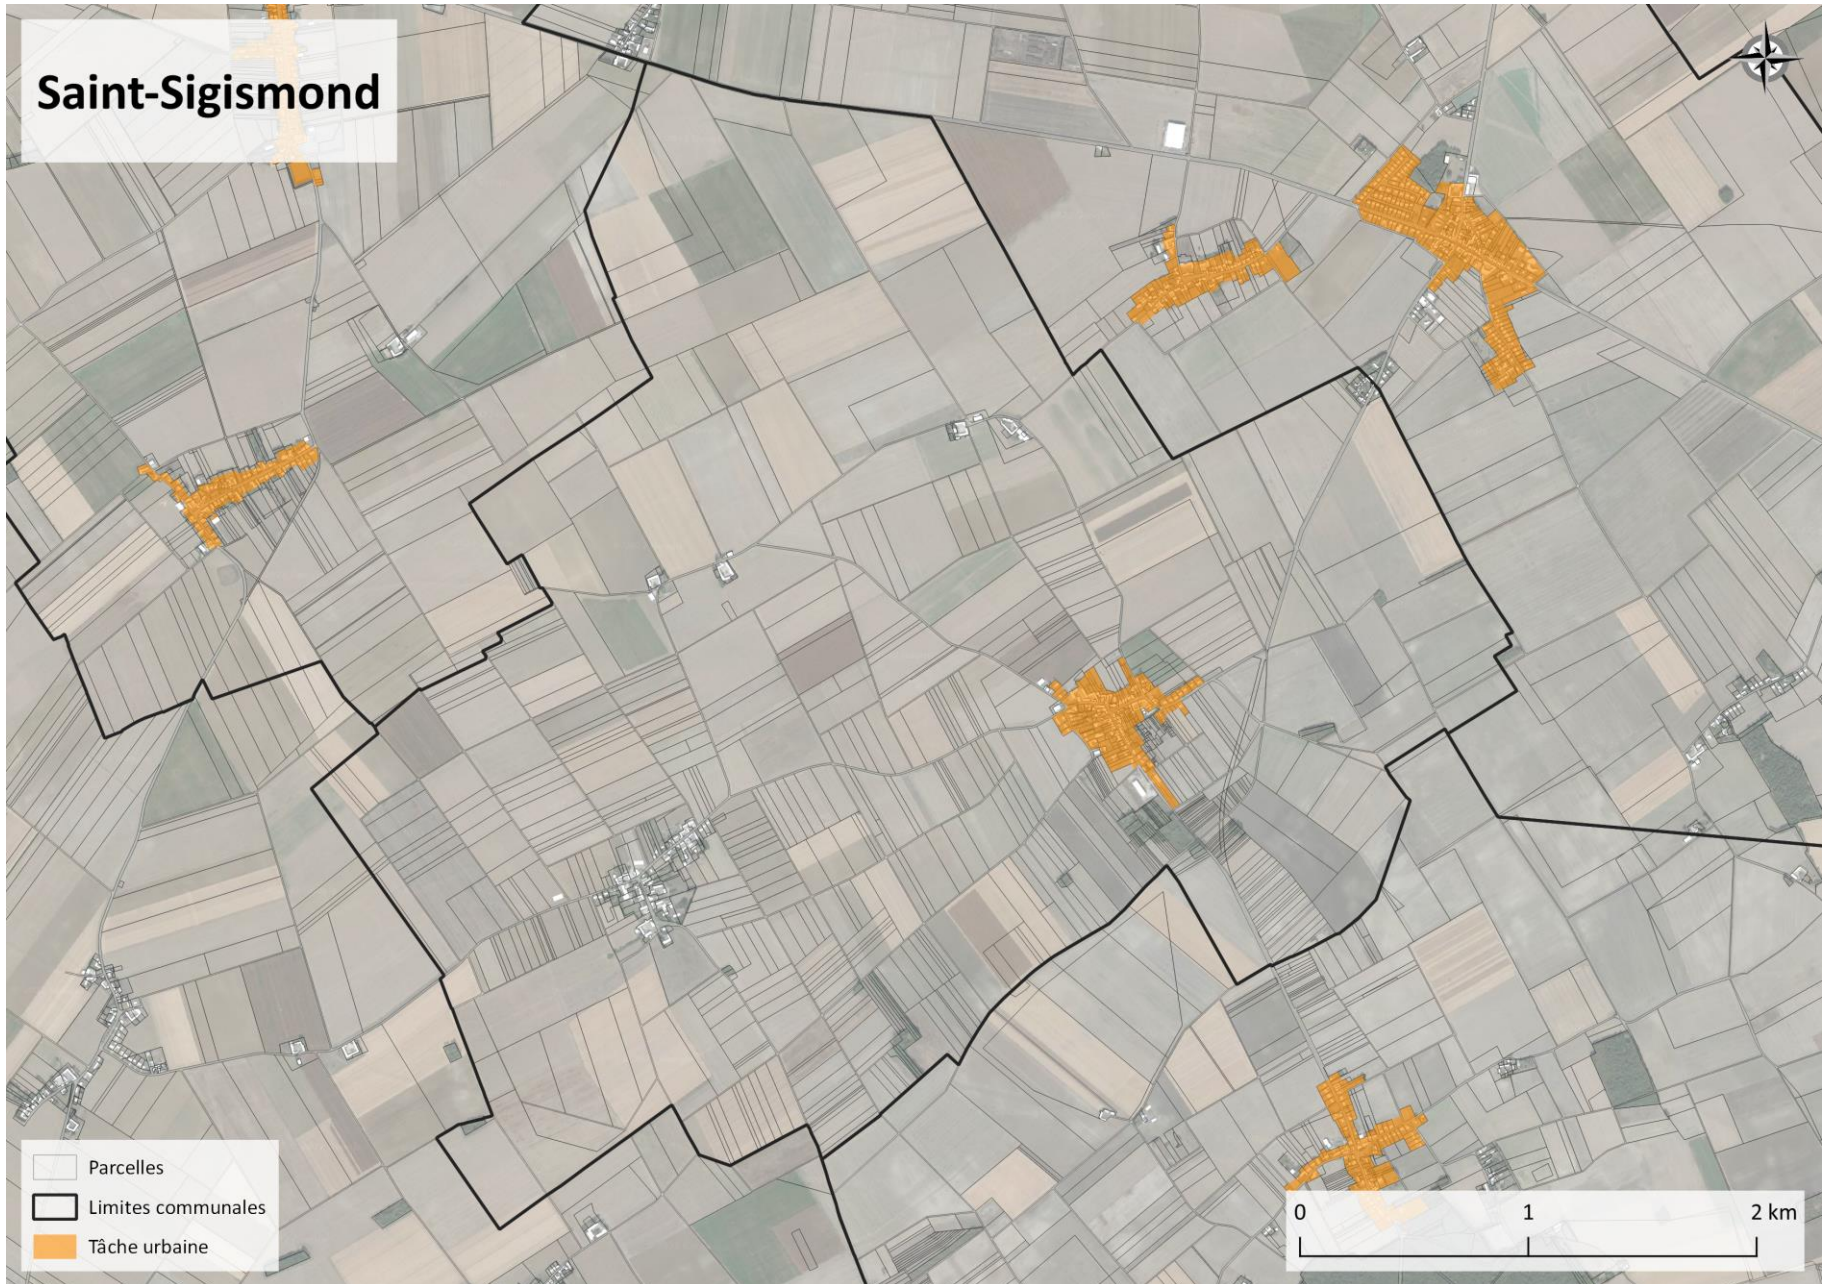 Saint-Sigismond
Parcelles
Limites communales
Tâche urbaine
0 1 2 km